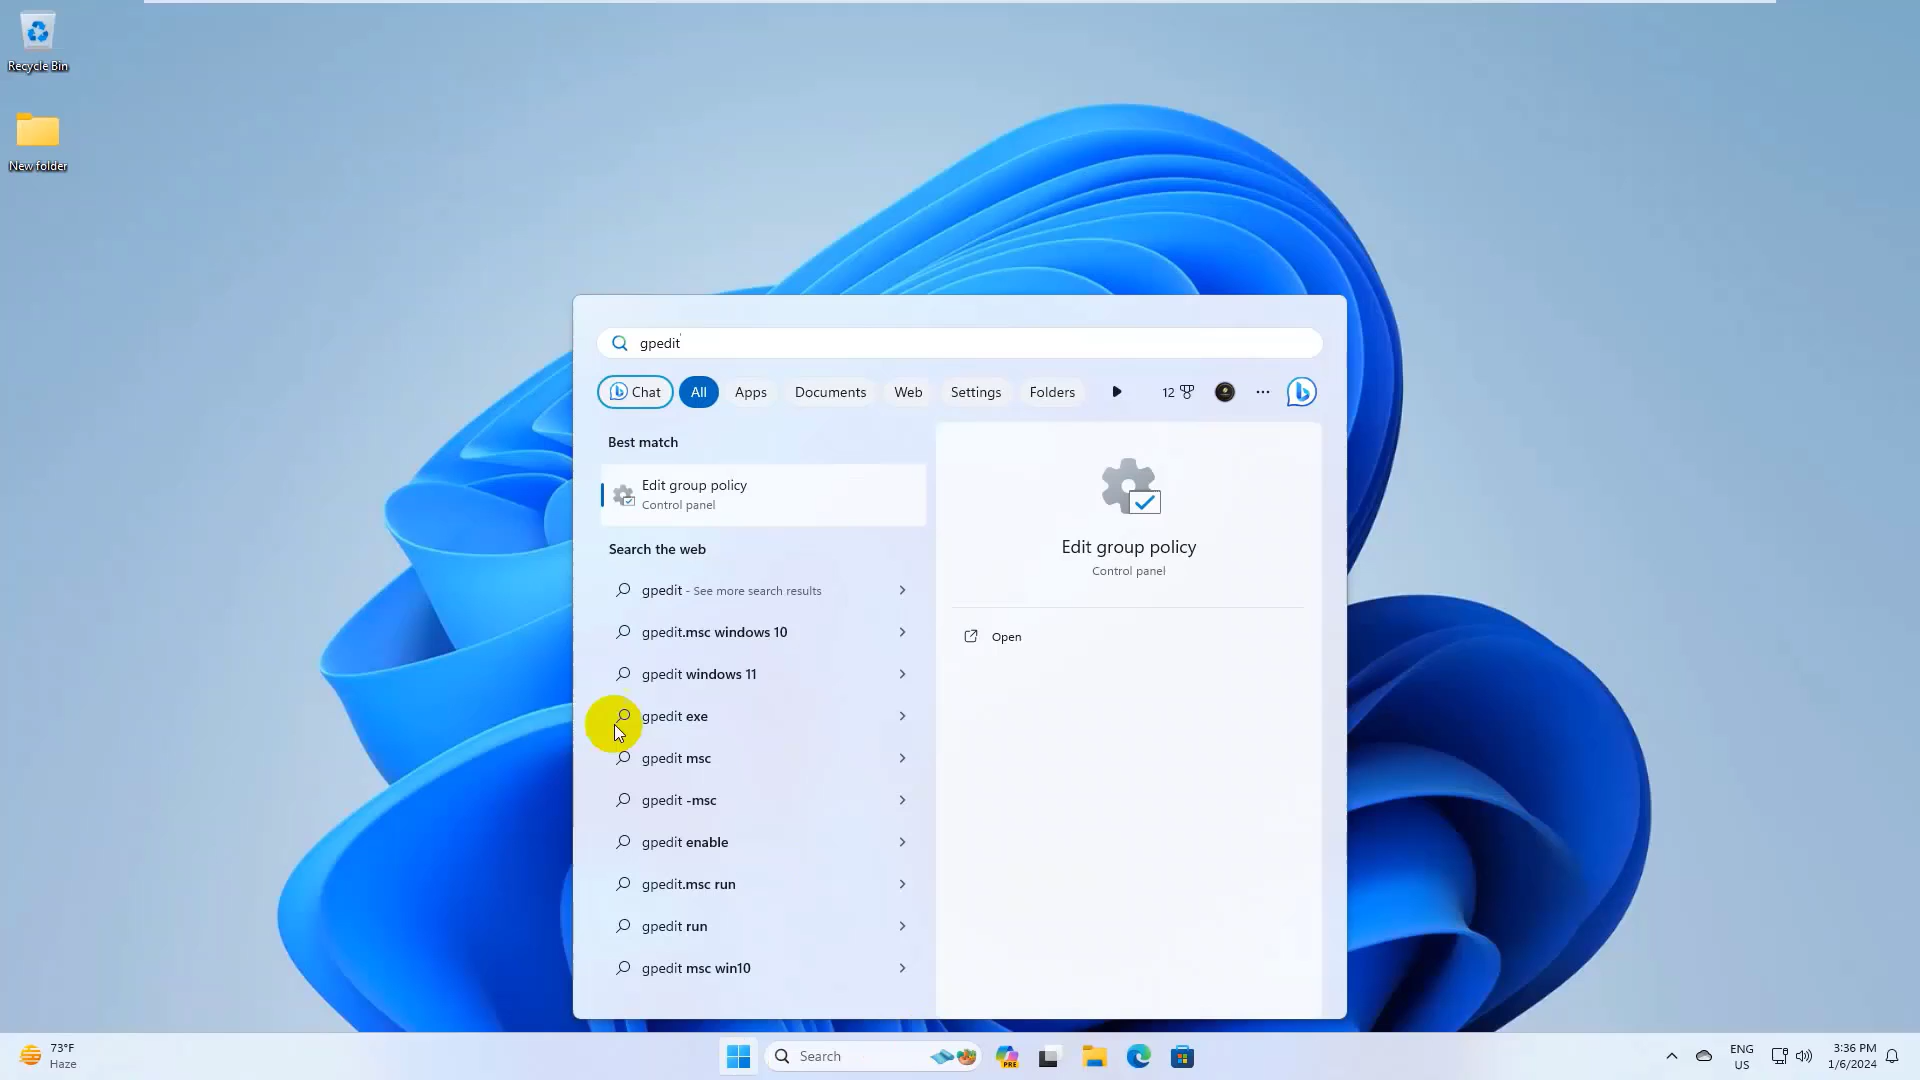 Recycle Bin
New folder
gpedit
Chat
All
Apps
Documents
Web
Settings
Folders
12
Best match
Edit group policy
Control panel
Search the web
gpedit - See more search results
gpedit.msc windows 10
gpedit windows 11
gpedit exe
gpedit msc
gpedit -msc
gpedit enable
gpedit.msc run
gpedit run
gpedit msc win10
Edit group policy
Control panel
Open
73°F
Haze
Search
PRE
ENG
US
3:36 PM
1/6/2024